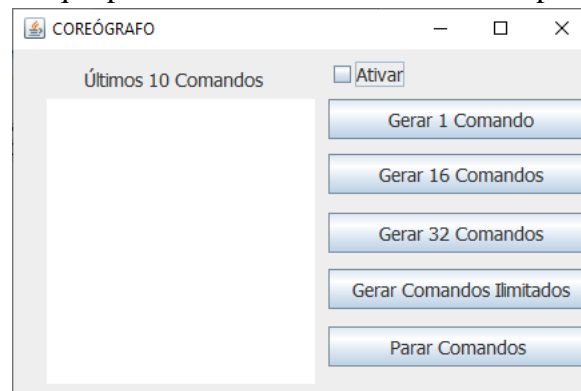 COREÓGRAFO
Últimos 10 Comandos
Ativar
Gerar 1 Comando
Gerar 16 Comandos
Gerar 32 Comandos
Gerar Comandos Ilimitados
Parar Comandos